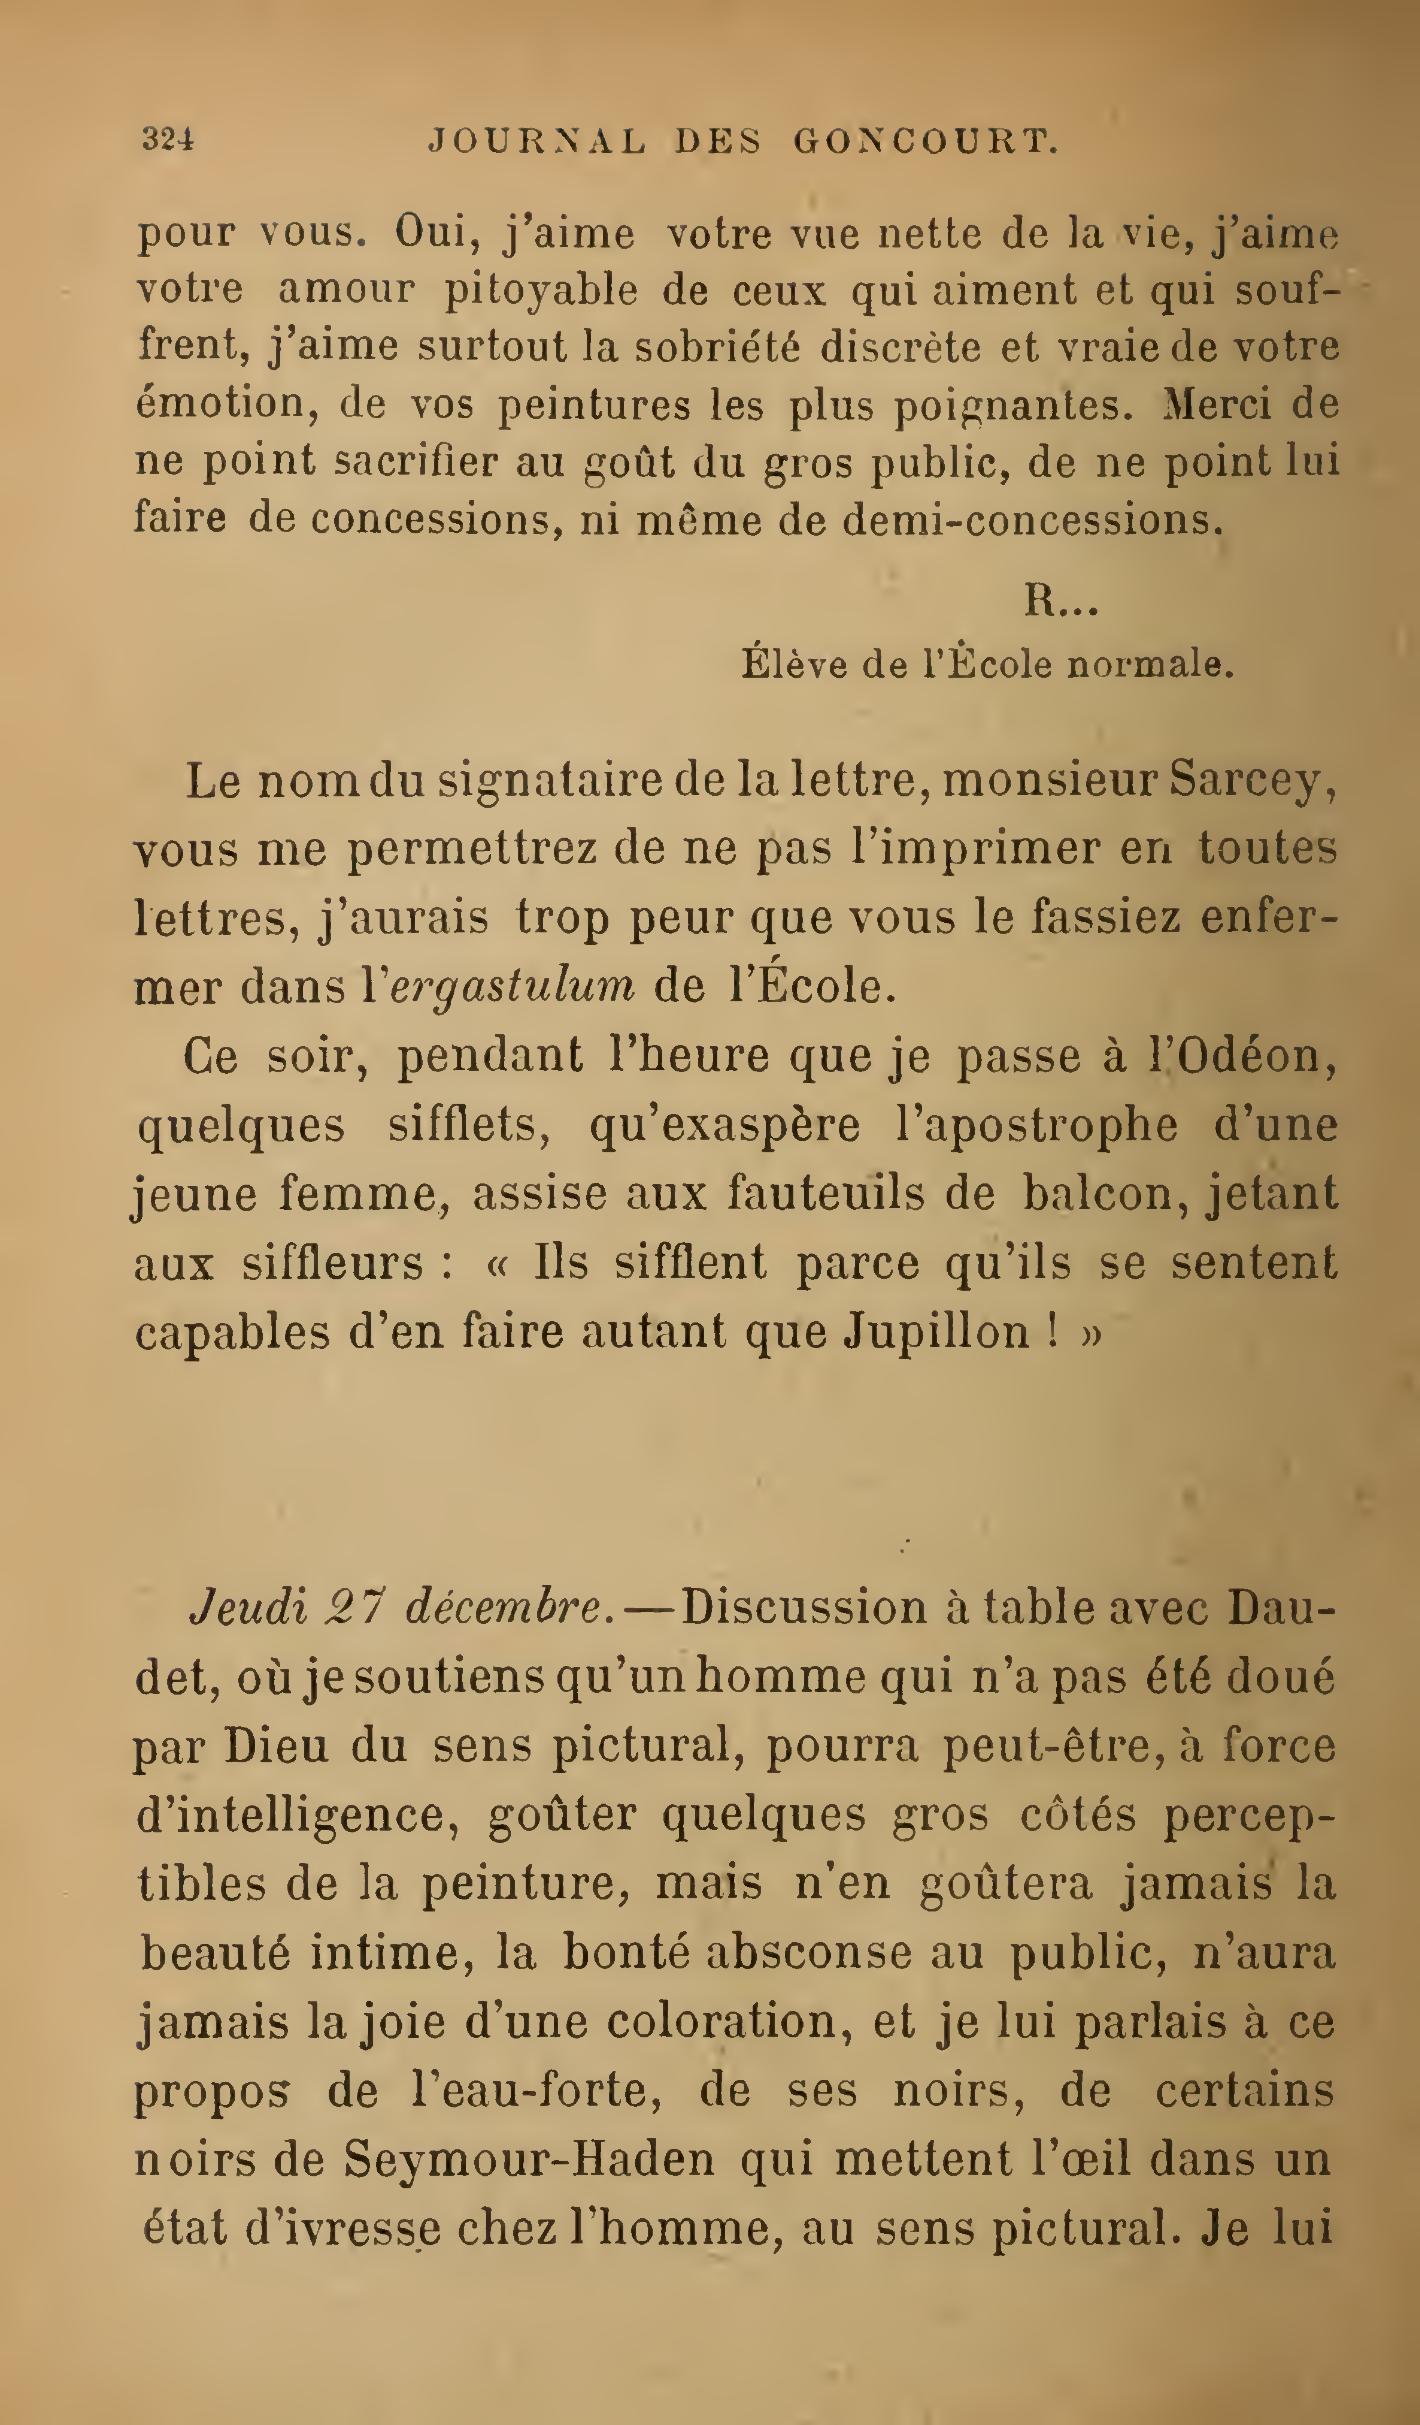 324 JOURNAL DES GONCOURT.
pour vous. Oui, j'aime votre vue nette de la vie, j'aime
votre amour pitoyable de ceux qui aiment et qui souf-
frent, j'aime surtout la sobriété discrète et vraie de votre
émotion, de vos peintures les plus poignantes. Merci de
ne point sacrifier au goût du gros public, de ne point lui
faire de concessions, ni même de demi-concessions.
R...
Élève de l'École normale.
Le nom du signataire de la lettre, monsieur Sarcey,
vous me permettrez de ne pas l'imprimer en toutes
lettres, j'aurais trop peur que vous le fassiez enfer-
mer dans l'ergastulum de l'École.
Ce soir, pendant l'heure que je passe à l'Odéon,
quelques sifflets, qu'exaspère l'apostrophe d'une
jeune femme, assise aux fauteuils de balcon, jetant
aux siffleurs : « Ils sifflent parce qu'ils se sentent
capables d'en faire autant que Jupillon ! »
Jeudi 27 décembre. — Discussion à table avec Dau-
det, où je soutiens qu'un homme qui n'a pas été doué
par Dieu du sens pictural, pourra peut-être, à force
d'intelligence, goûter quelques gros côtés percep-
tibles de la peinture, mais n'en goûtera jamais la
beauté intime, la bonté absconse au public, n'aura
jamais la joie d'une coloration, et je lui parlais à ce
propos de l'eau-forte, de ses noirs, de certains
noirs de Seymour-Haden qui mettent l'œil dans un
état d'ivresse chez l'homme, au sens pictural. Je lui